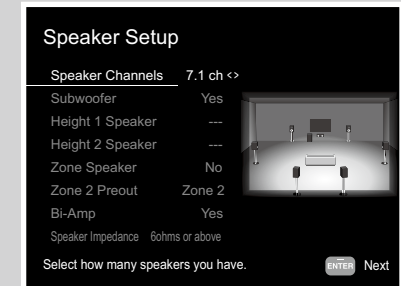 Speaker Setup
Speaker Channels 7.1 ch <>
Subwoofer Yes
Height 1 Speaker ---
Height 2 Speaker ---
Zone Speaker No
Zone 2 Preout Zone 2
Bi-Amp Yes
Speaker Impedance 6ohms or above
Select how many speakers you have. ENTER Next